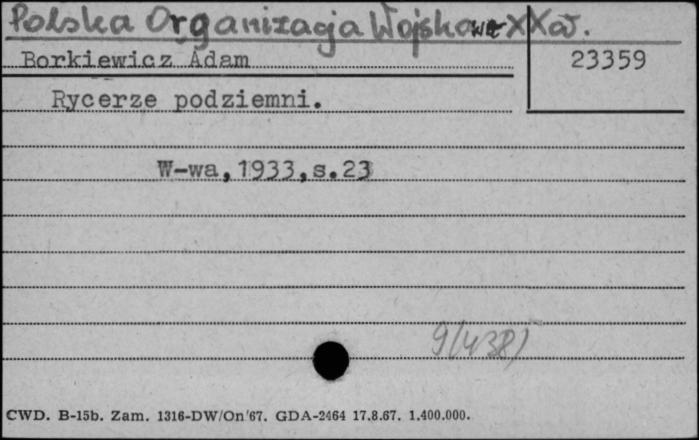 Polska Organizacja Wojskowa XXw.
Borkiewicz Adam
23359
Rycerze podziemni.
W-wa,1933,s.23
9(438)
CWD. B-15b. Zam. 1316-DW/On'67. GDA-2464 17.8.67. 1.400.000.